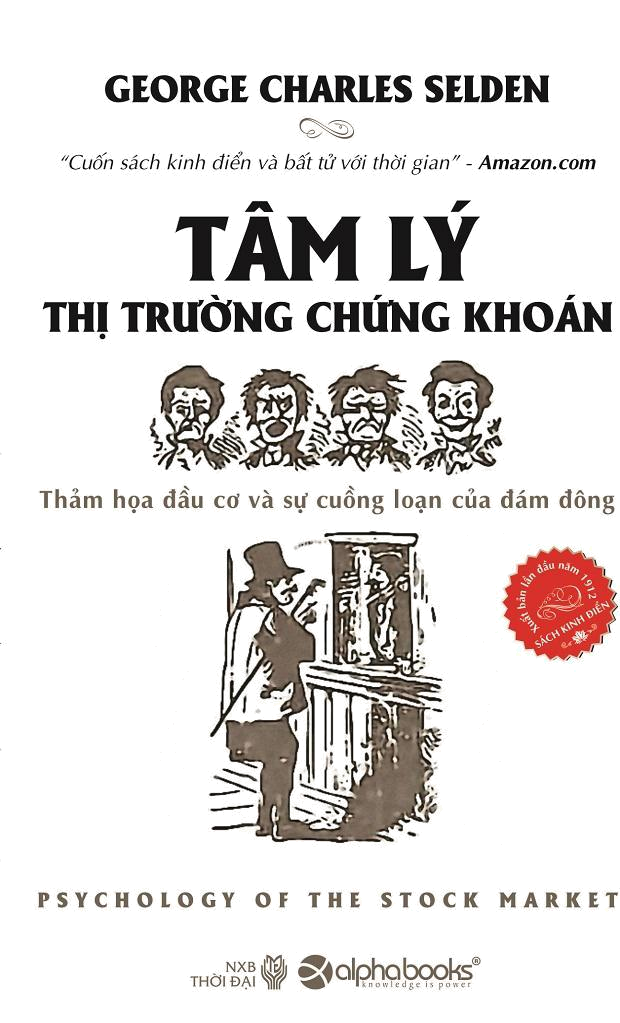 GEORGE CHARLES SELDEN
“Cuốn sách kinh điển và bất tử với thời gian” - Amazon.com
TÂM LÝ
THỊ TRƯỜNG CHỨNG KHOÁN
Thảm họa đầu cơ và sự cuồng loạn của đám đông
Xuất bản lần đầu năm 1912
SÁCH KINH ĐIỂN
PSYCHOLOGY OF THE STOCK MARKET
NXB
THỜI ĐẠI
alphabooks®
knowledge is power